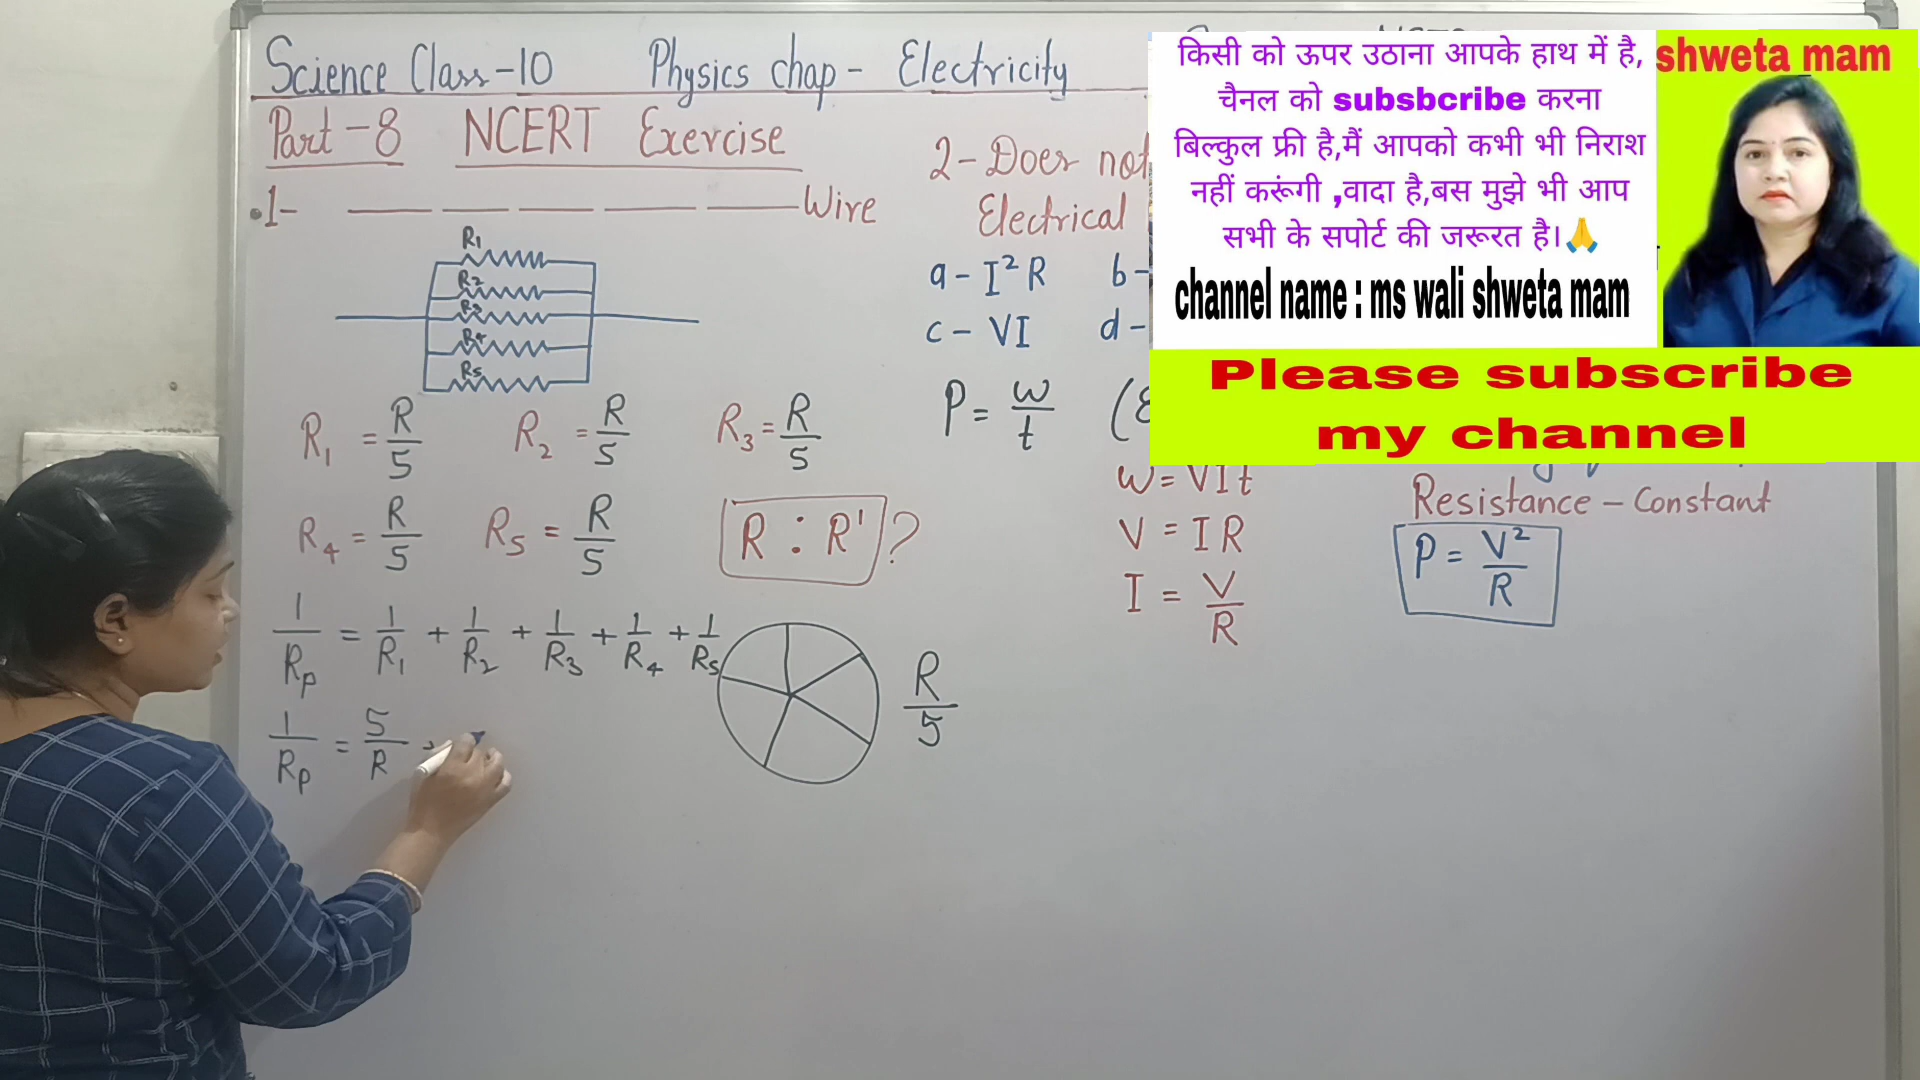 Science Class-10 Physics chap - Electricity
Part-8 NCERT Exercise
1- Wire
R1
R2
R3
R4
R5
R1 = R/5 R2 = R/5 R3 = R/5
R4 = R/5 R5 = R/5 R : R' ?
1/Rp = 1/R1 + 1/R2 + 1/R3 + 1/R4 + 1/R5
1/Rp = 5/R +
R/5
2- Does not
Electrical
a - I² R b -
c - VI d -
P = w/t (
w = VIt
V = IR
I = V/R
Resistance - Constant
P = V²/R
किसी को ऊपर उठाना आपके हाथ में है,
चैनल को subsbcribe करना
बिल्कुल फ्री है,मैं आपको कभी भी निराश
नहीं करूंगी ,वादा है,बस मुझे भी आप
सभी के सपोर्ट की जरूरत है।🙏
channel name : ms wali shweta mam
shweta mam
Please subscribe
my channel